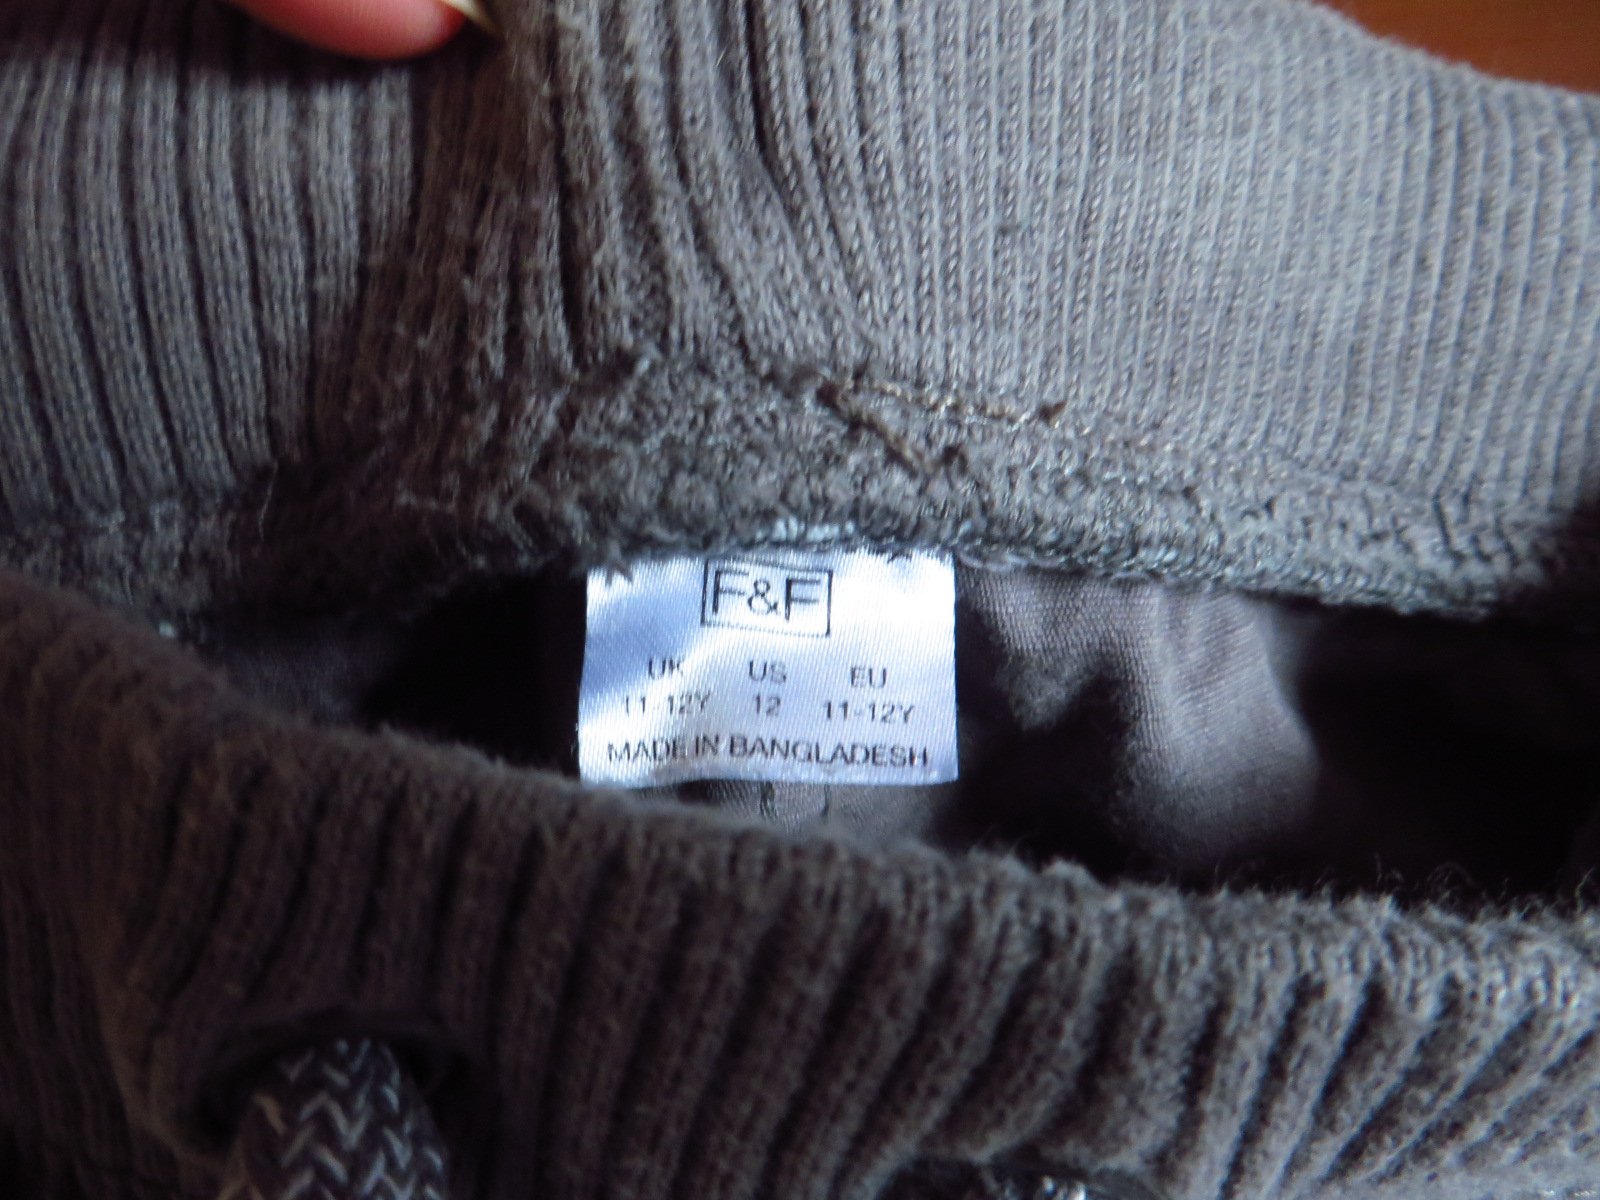 F&F
UK US EU
11-12Y 12 11-12Y
MADE IN BANGLADESH